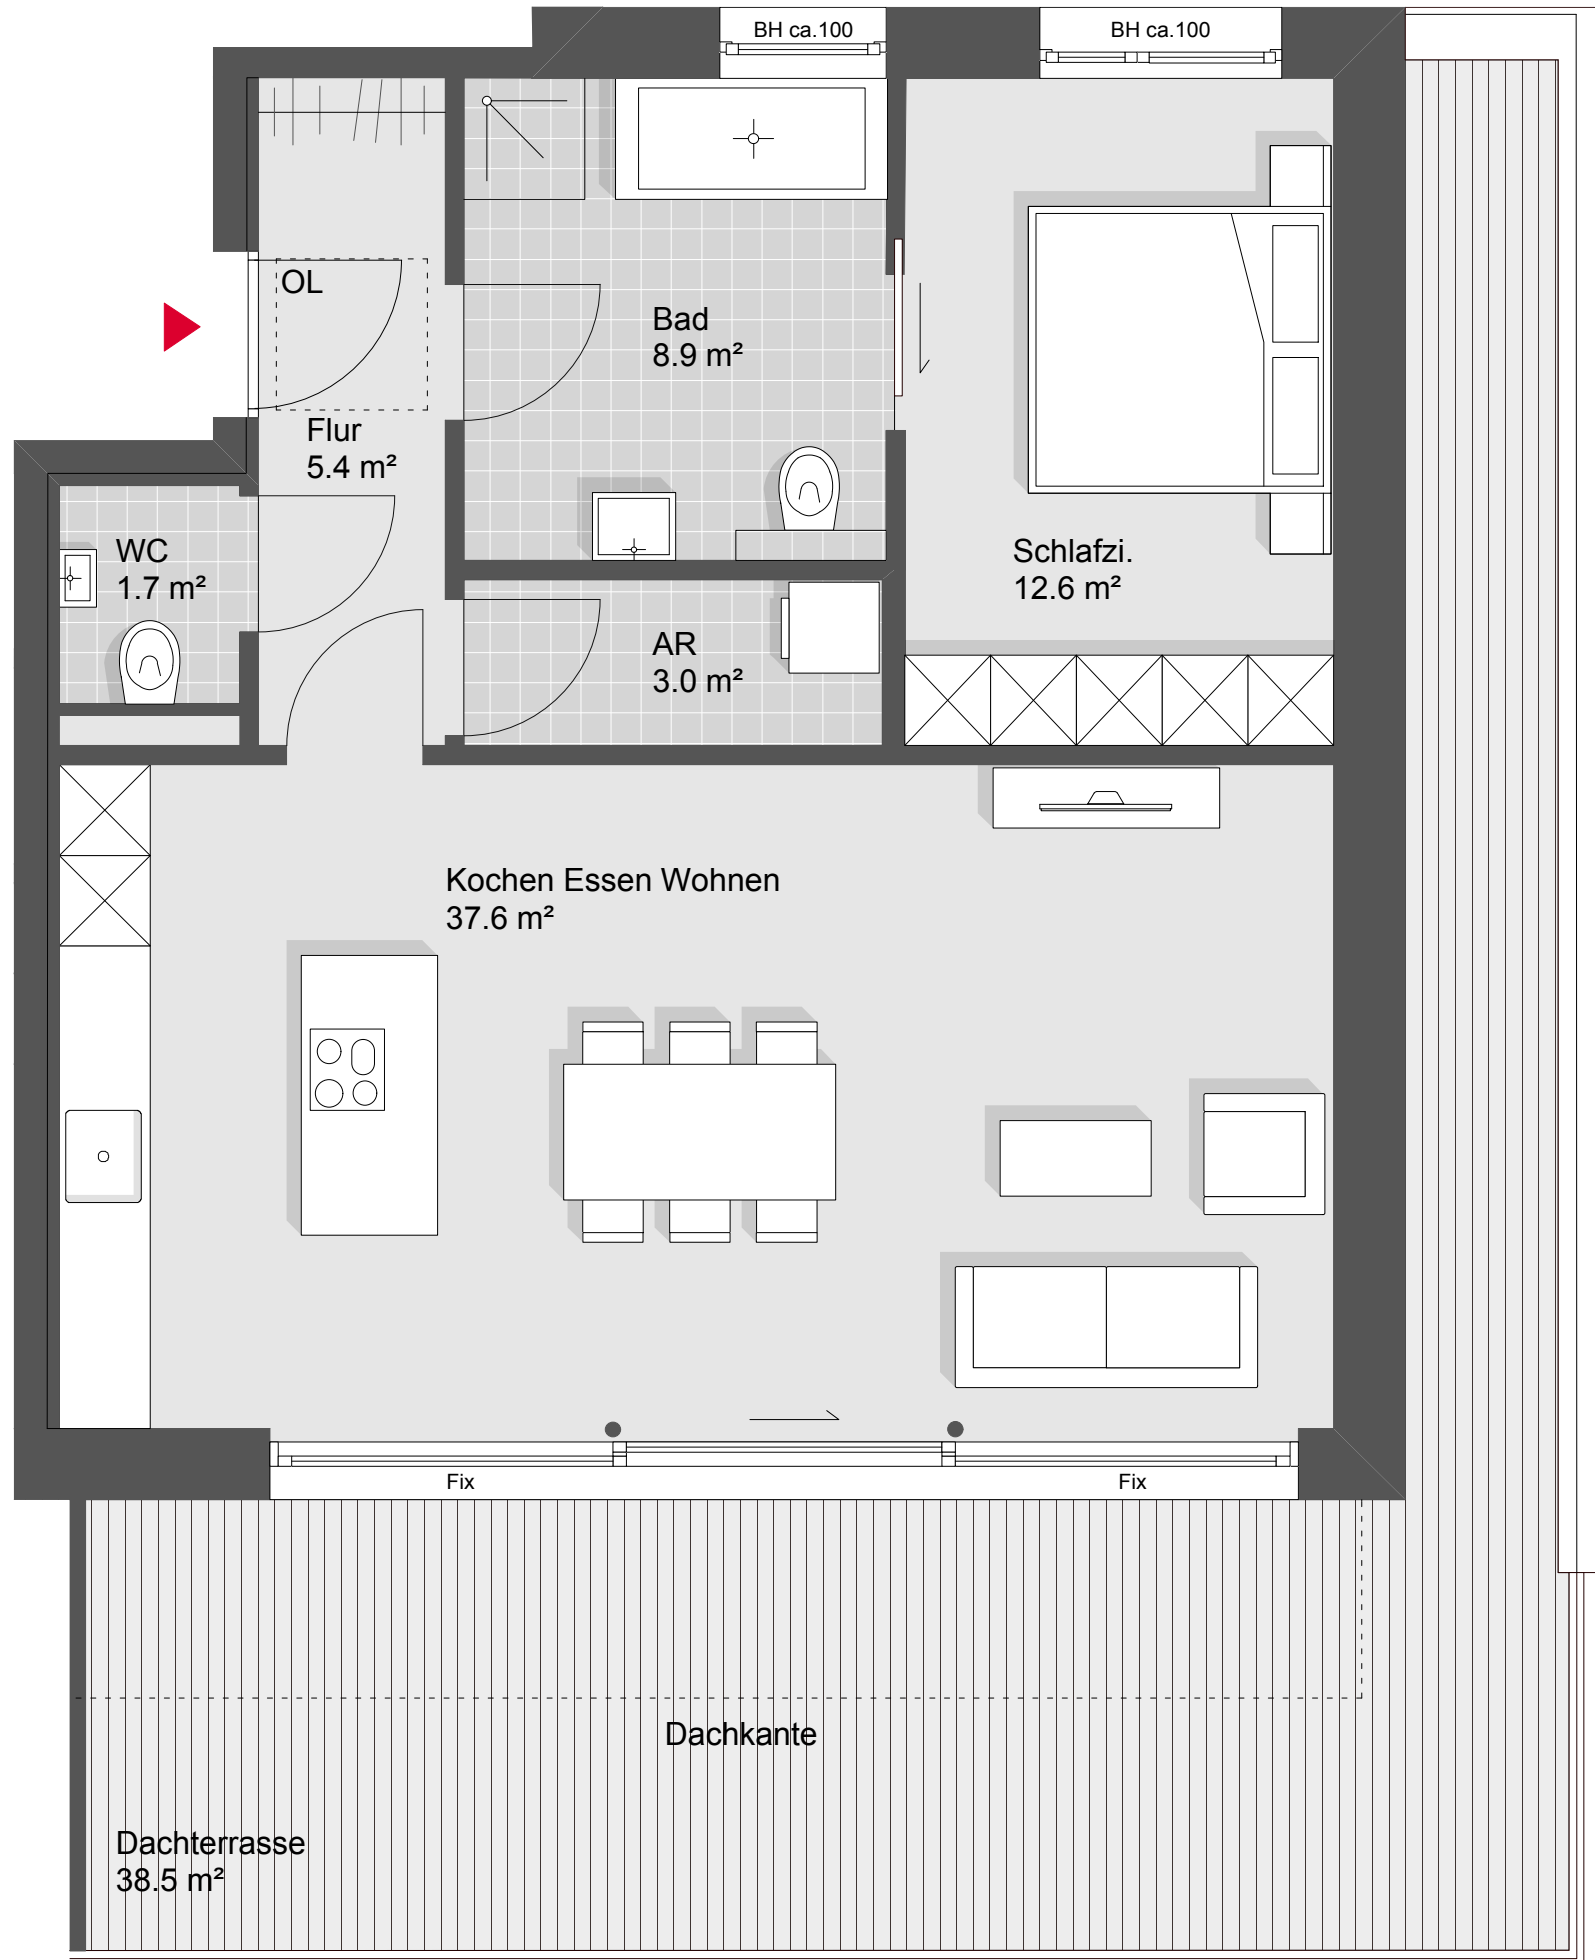 BH ca.100
BH ca.100
OL
Bad
8.9 m²
Flur
5.4 m²
WC
1.7 m²
Schlafzi.
12.6 m²
AR
3.0 m²
Kochen Essen Wohnen
37.6 m²
Fix
Fix
Dachkante
Dachterrasse
38.5 m²